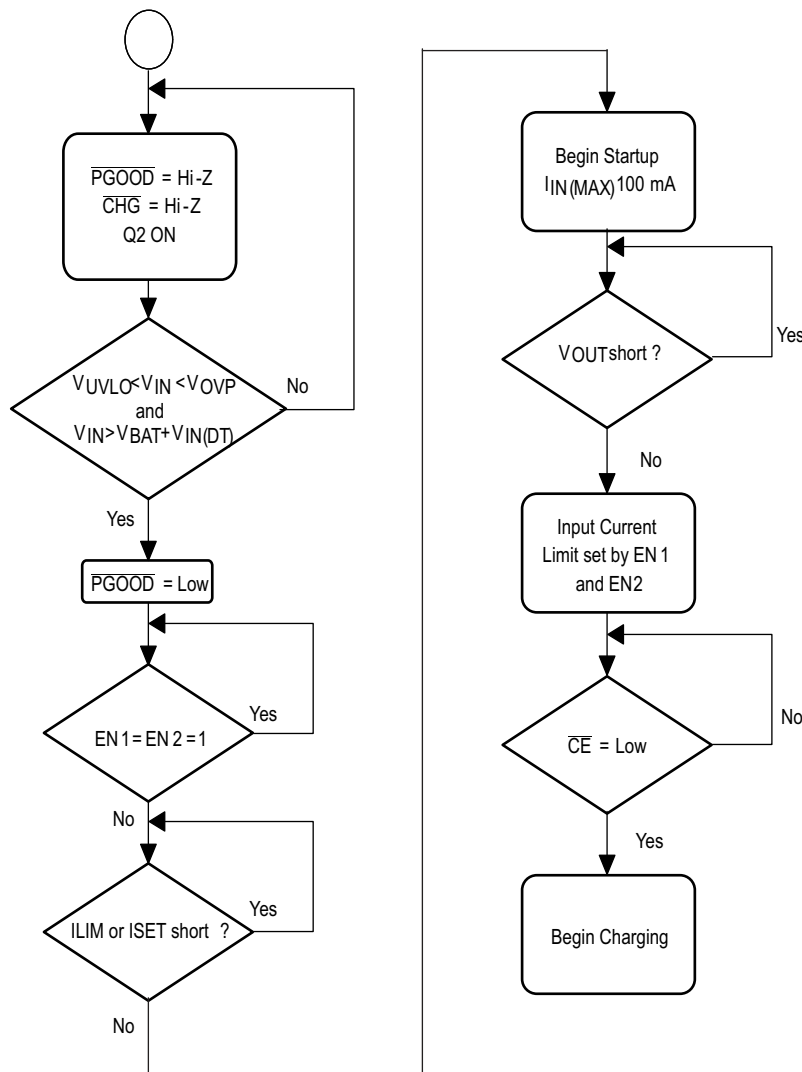 PGOOD = Hi-Z
CHG = Hi-Z
Q2 ON
VUVLO<VIN <VOVP
and
VIN>VBAT+VIN(DT)
No
Yes
PGOOD = Low
EN 1 = EN 2 = 1
Yes
No
ILIM or ISET short ?
Yes
No
Begin Startup
IIN(MAX) 100 mA
VOUT short ?
Yes
No
Input Current
Limit set by EN 1
and EN2
CE = Low
No
Yes
Begin Charging